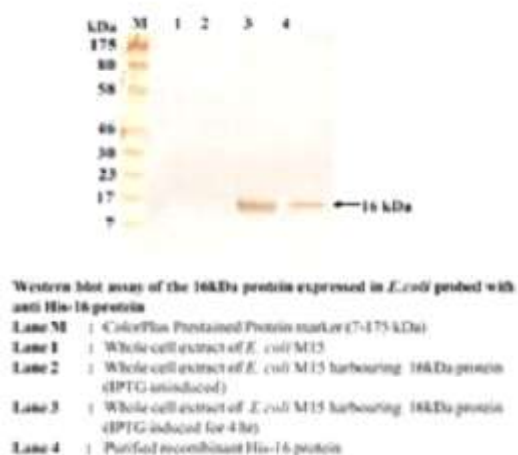 kDa M 1 2 3 4
175
80
58
46
30
23
17
7
16 kDa
Western blot assay of the 16kDa protein expressed in E.coli probed with
anti His-16 protein
Lane M : ColorPlus Prestained Protein marker (7-175 kDa)
Lane 1 : Whole cell extract of E. coli M15
Lane 2 : Whole cell extract of E. coli M15 harbouring 16kDa protein
(IPTG uninduced)
Lane 3 : Whole cell extract of E. coli M15 harbouring 16kDa protein
(IPTG induced for 4 hr)
Lane 4 : Purified recombinant His-16 protein